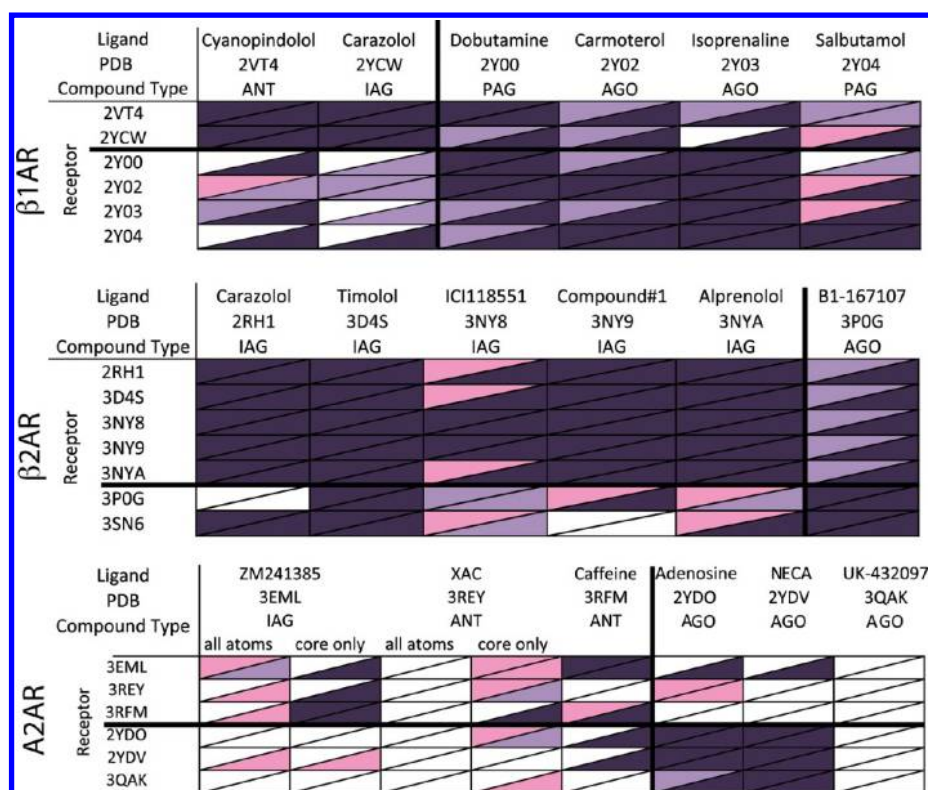 Ligand Cyanopindolol Carazolol Dobutamine Carmoterol Isoprenaline Salbutamol
PDB 2VT4 2YCW 2Y00 2Y02 2Y03 2Y04
Compound Type ANT IAG PAG AGO AGO PAG
β1AR
Receptor
2VT4
2YCW
2Y00
2Y02
2Y03
2Y04
Ligand Carazolol Timolol ICI118551 Compound#1 Alprenolol B1-167107
PDB 2RH1 3D4S 3NY8 3NY9 3NYA 3P0G
Compound Type IAG IAG IAG IAG IAG AGO
β2AR
Receptor
2RH1
3D4S
3NY8
3NY9
3NYA
3P0G
3SN6
Ligand ZM241385 XAC Caffeine Adenosine NECA UK-432097
PDB 3EML 3REY 3RFM 2YDO 2YDV 3QAK
Compound Type IAG ANT ANT AGO AGO AGO
all atoms core only all atoms core only
A2AR
Receptor
3EML
3REY
3RFM
2YDO
2YDV
3QAK